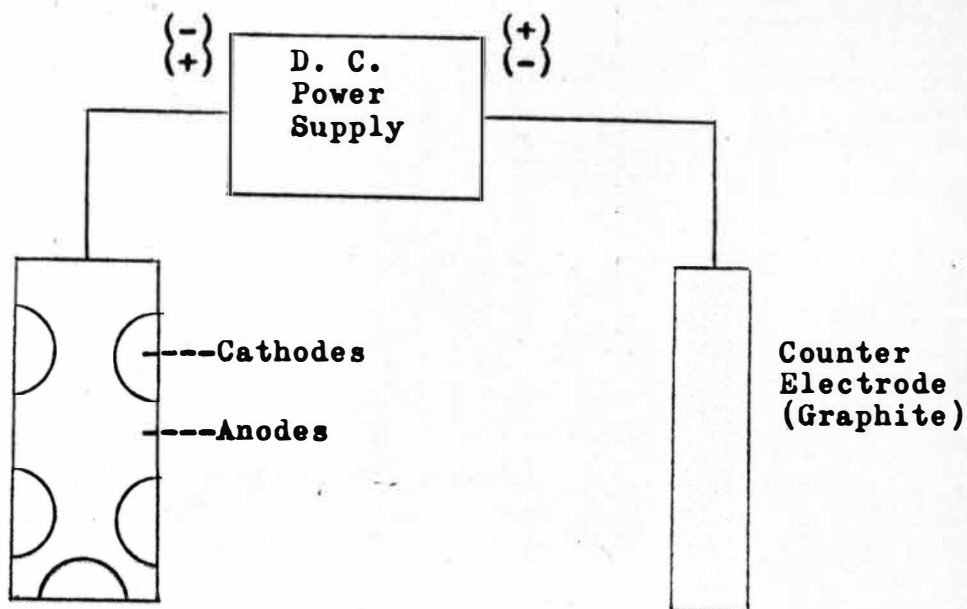 (-)
(+)
D. C.
Power
Supply
(+)
(-)
Cathodes
Anodes
Counter
Electrode
(Graphite)